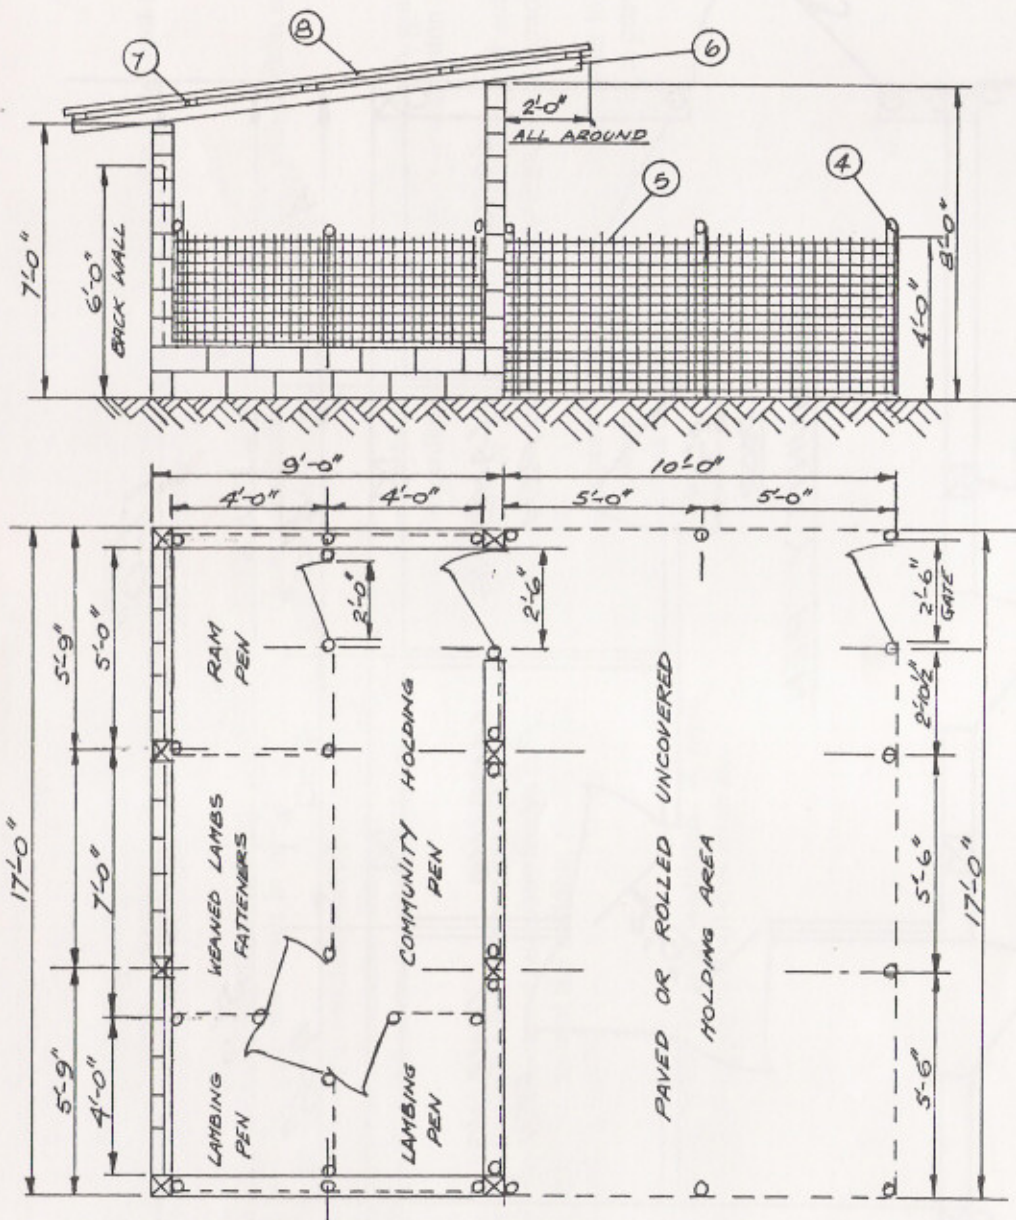 8
7
6
2'-0"
ALL AROUND
5
4
7'-0"
6'-0"
BACK WALL
4'-0"
8'-0"
9'-0"
10'-0"
4'-0"
4'-0"
5'-0"
5'-0"
17'-0"
5'-9"
5'-9"
5'-0"
7'-0"
4'-0"
RAM
PEN
2'-0"
2'-6"
2'-6"
GATE
2'-10½"
5'-6"
5'-6"
17'-0"
WEANED LAMBS
FATTENERS
COMMUNITY HOLDING
PEN
PAVED OR ROLLED UNCOVERED
HOLDING AREA
LAMBING
PEN
LAMBING
PEN